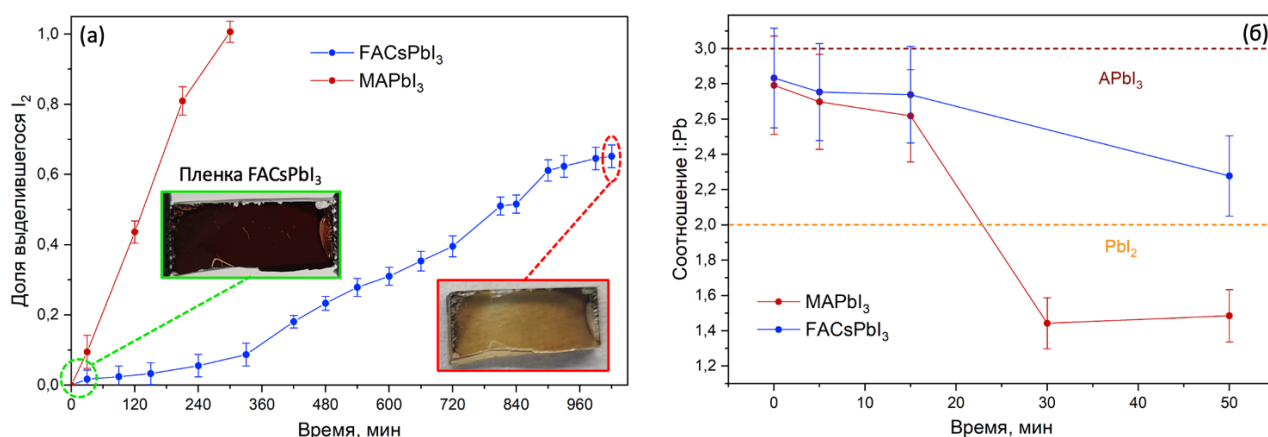 (а)
FACsPbI₃
MAPbI₃
Доля выделившегося I₂
1,0
0,8
0,6
0,4
0,2
0,0
Пленка FACsPbI₃
0 120 240 360 480 600 720 840 960
Время, мин
(б)
Соотношение I:Pb
3,0
2,8
2,6
2,4
2,2
2,0
1,8
1,6
1,4
1,2
APbI₃
PbI₂
MAPbI₃
FACsPbI₃
0 10 20 30 40 50
Время, мин